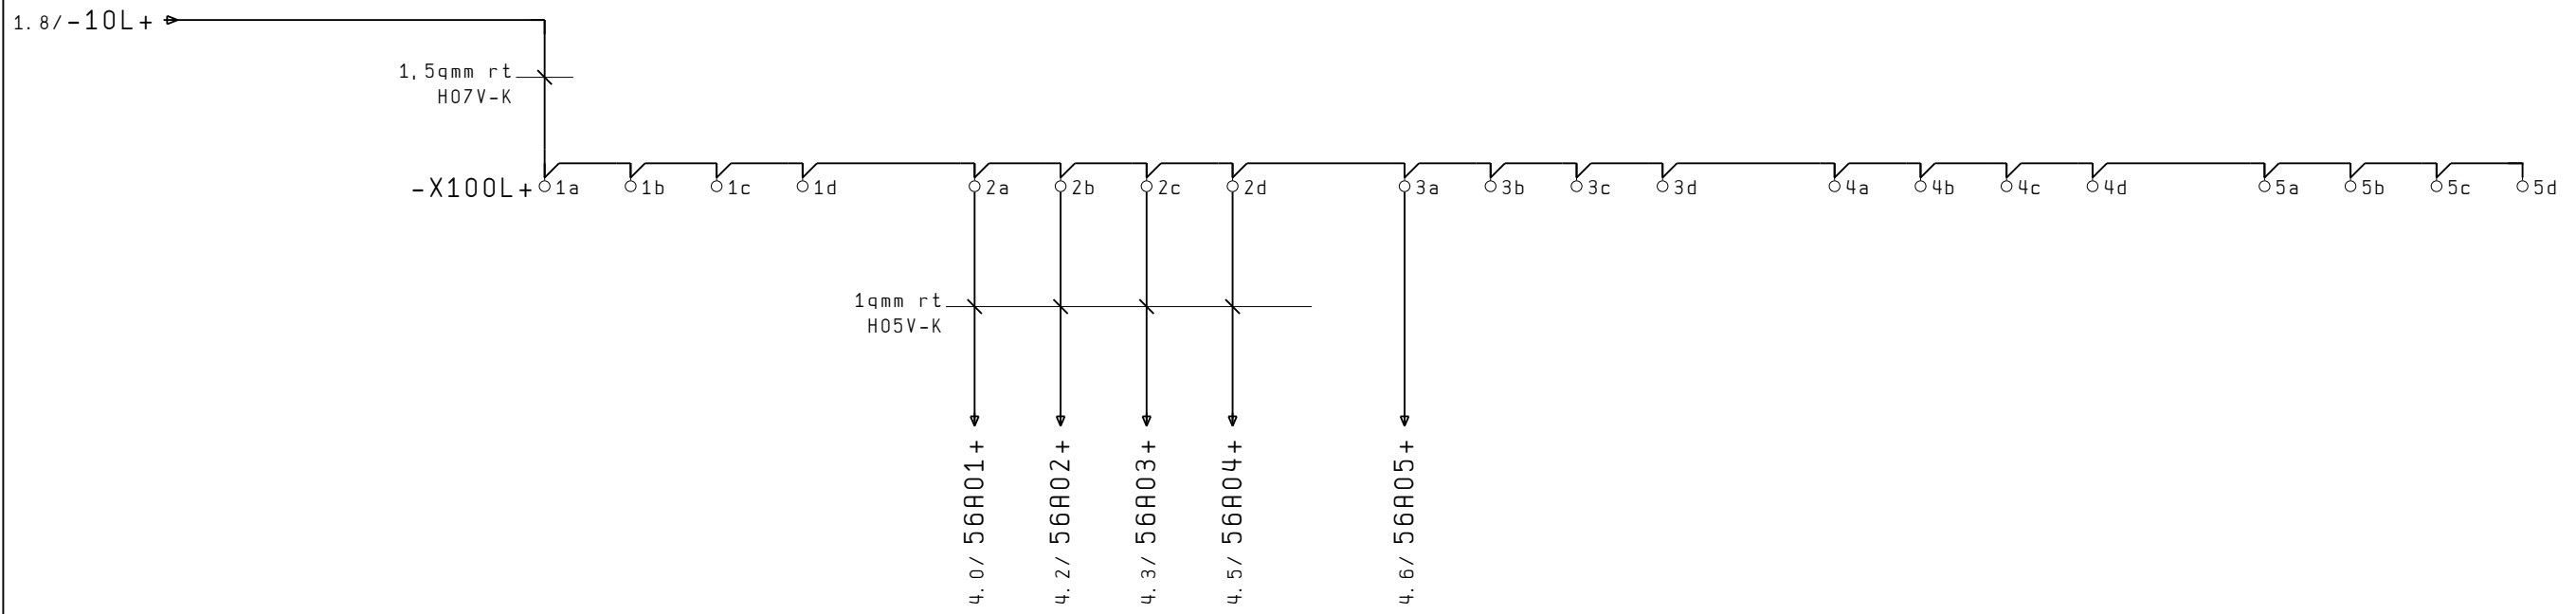 1.8/-10L+
1,5qmm rt
H07V-K
-X100L+ 1a 1b 1c 1d 2a 2b 2c 2d 3a 3b 3c 3d 4a 4b 4c 4d 5a 5b 5c 5d
1qmm rt
H05V-K
4.0/56A01+
4.2/56A02+
4.3/56A03+
4.5/56A04+
4.6/56A05+